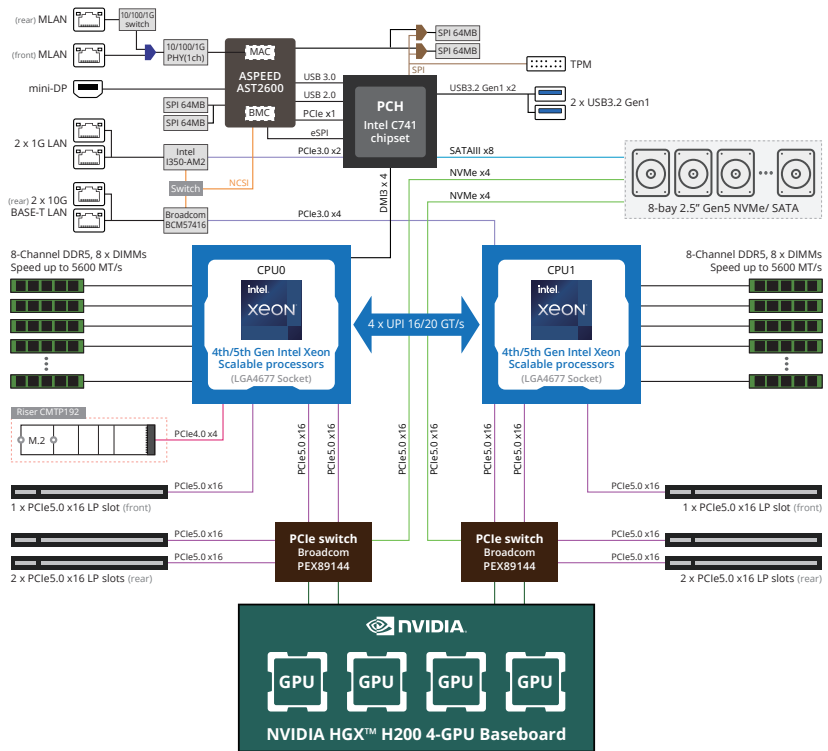 (rear) MLAN
10/100/1G
switch
(front) MLAN
10/100/1G
PHY(1ch)
mini-DP
SPI 64MB
SPI 64MB
MAC
ASPEED
AST2600
BMC
2 x 1G LAN
Intel
I350-AM2
Switch
NCSI
(rear) 2 x 10G
BASE-T LAN
Broadcom
BCM57416
USB 3.0
USB 2.0
PCIe x1
eSPI
PCIe3.0 x2
PCIe3.0 x4
PCH
Intel C741
chipset
SPI 64MB
SPI 64MB
SPI
TPM
USB3.2 Gen1 x2
2 x USB3.2 Gen1
SATAIII x8
NVMe x4
NVMe x4
DMI3 x 4
8-bay 2.5” Gen5 NVMe/ SATA
8-Channel DDR5, 8 x DIMMs
Speed up to 5600 MT/s
CPU0
intel.
xeon
4th/5th Gen Intel Xeon
Scalable processors
(LGA4677 Socket)
4 x UPI 16/20 GT/s
CPU1
intel.
xeon
4th/5th Gen Intel Xeon
Scalable processors
(LGA4677 Socket)
8-Channel DDR5, 8 x DIMMs
Speed up to 5600 MT/s
Riser CMTP192
M.2
PCIe4.0 x4
PCIe5.0 x16
PCIe5.0 x16
PCIe5.0 x16
PCIe5.0 x16
PCIe5.0 x16
PCIe5.0 x16
PCIe5.0 x16
1 x PCIe5.0 x16 LP slot (front)
PCIe5.0 x16
1 x PCIe5.0 x16 LP slot (front)
PCIe5.0 x16
PCIe5.0 x16
2 x PCIe5.0 x16 LP slots (rear)
PCIe switch
Broadcom
PEX89144
PCIe switch
Broadcom
PEX89144
PCIe5.0 x16
PCIe5.0 x16
2 x PCIe5.0 x16 LP slots (rear)
NVIDIA.
GPU
GPU
GPU
GPU
NVIDIA HGX™ H200 4-GPU Baseboard